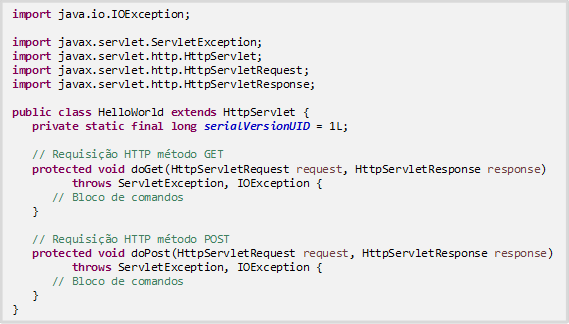 import java.io.IOException;
import javax.servlet.ServletException;
import javax.servlet.http.HttpServlet;
import javax.servlet.http.HttpServletRequest;
import javax.servlet.http.HttpServletResponse;
public class HelloWorld extends HttpServlet {
private static final long serialVersionUID = 1L;
// Requisição HTTP método GET
protected void doGet(HttpServletRequest request, HttpServletResponse response)
throws ServletException, IOException {
// Bloco de comandos
}
// Requisição HTTP método POST
protected void doPost(HttpServletRequest request, HttpServletResponse response)
throws ServletException, IOException {
// Bloco de comandos
}
}